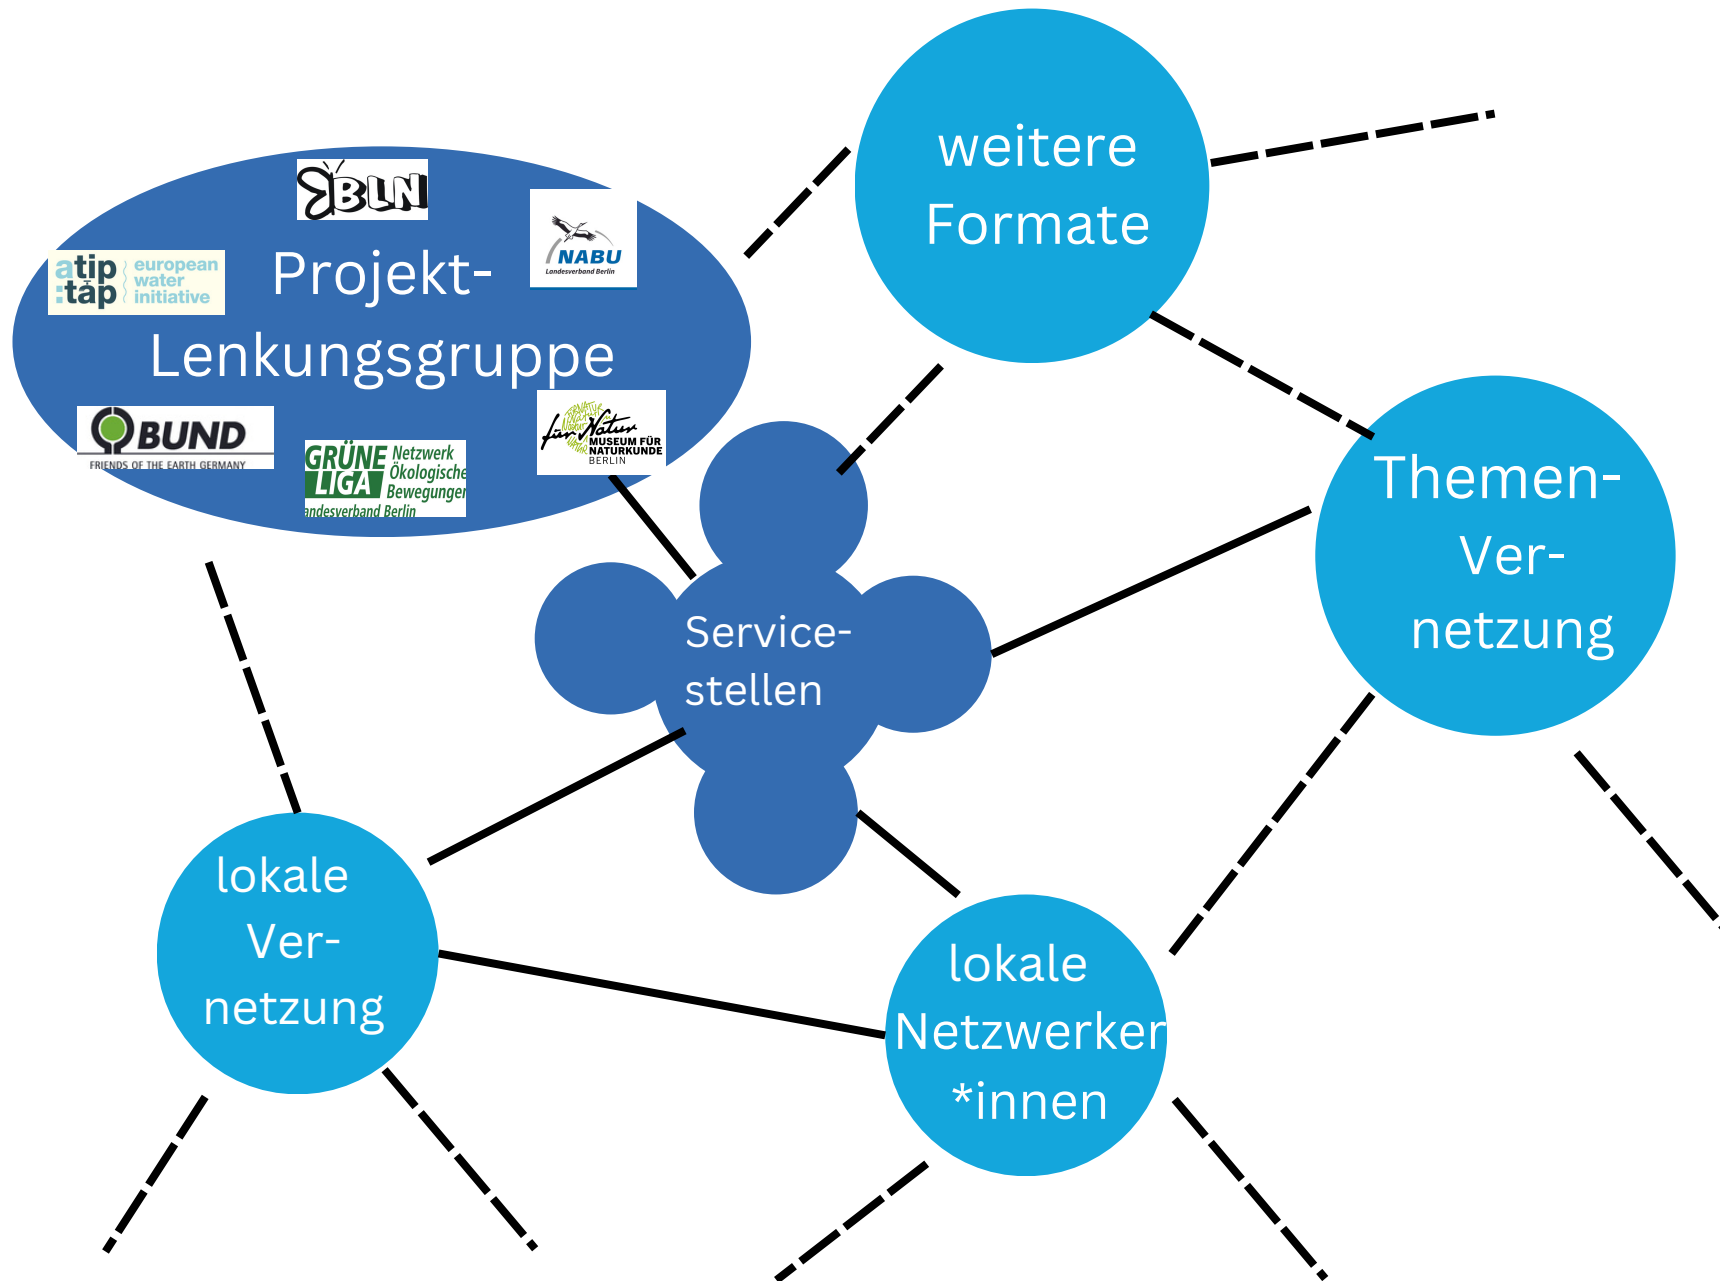 weitere
Formate
BLN
NABU
Landesverband Berlin
atip
:tap
european
water
initiative
Projekt-
Lenkungsgruppe
BUND
FRIENDS OF THE EARTH GERMANY
GRÜNE
LIGA
Netzwerk
Ökologische
Bewegungen
andesverband Berlin
für Natur
MUSEUM FÜR
NATURKUNDE
BERLIN
Themen-
Ver-
netzung
Service-
stellen
lokale
Ver-
netzung
lokale
Netzwerker
*innen